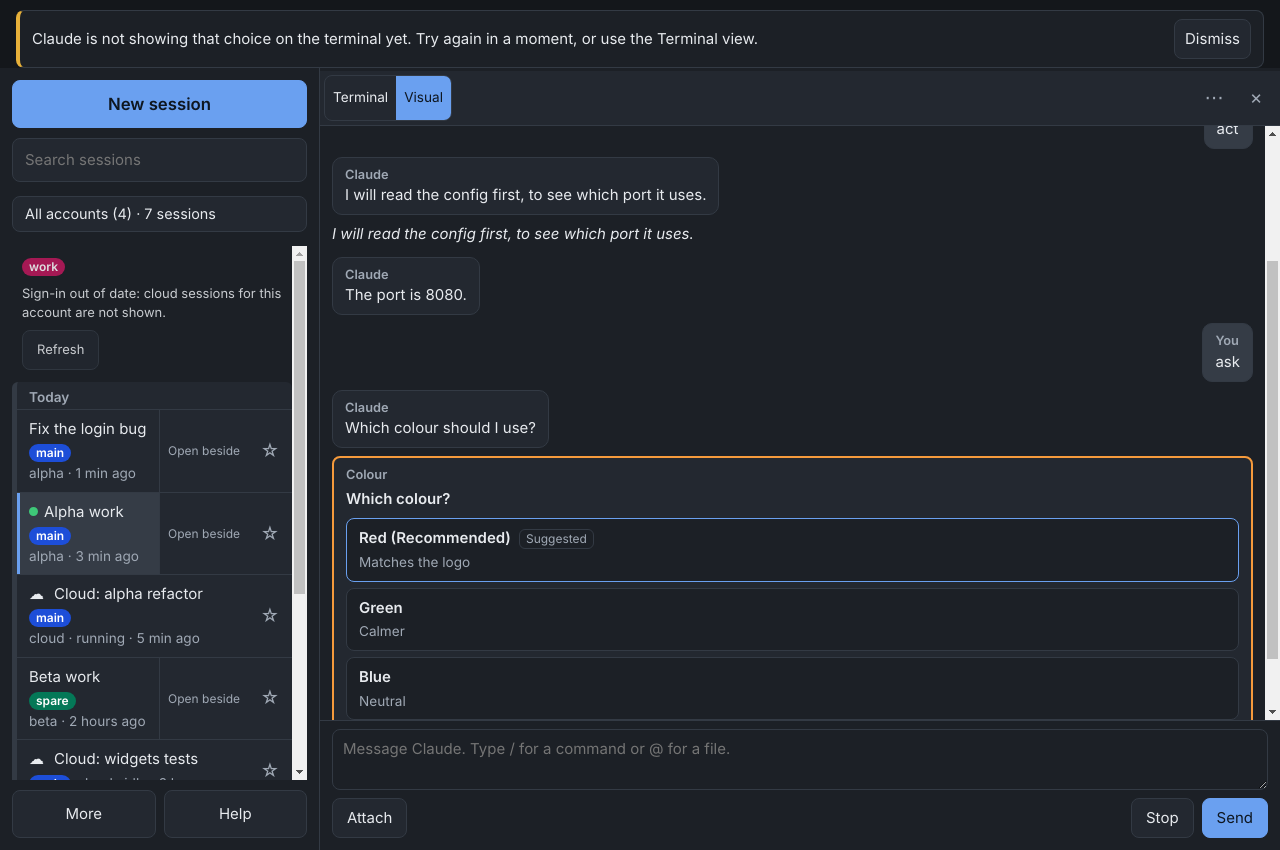 Claude is not showing that choice on the terminal yet. Try again in a moment, or use the Terminal view.
Dismiss
New session
Search sessions
All accounts (4) · 7 sessions
work
Sign-in out of date: cloud sessions for this
account are not shown.
Refresh
Today
Fix the login bug
main
alpha · 1 min ago
Open beside
Alpha work
main
alpha · 3 min ago
Open beside
Cloud: alpha refactor
main
cloud · running · 5 min ago
Beta work
spare
beta · 2 hours ago
Open beside
Cloud: widgets tests
More
Help
Terminal
Visual
act
Claude
I will read the config first, to see which port it uses.
I will read the config first, to see which port it uses.
Claude
The port is 8080.
You
ask
Claude
Which colour should I use?
Colour
Which colour?
Red (Recommended) Suggested
Matches the logo
Green
Calmer
Blue
Neutral
Message Claude. Type / for a command or @ for a file.
Attach
Stop
Send